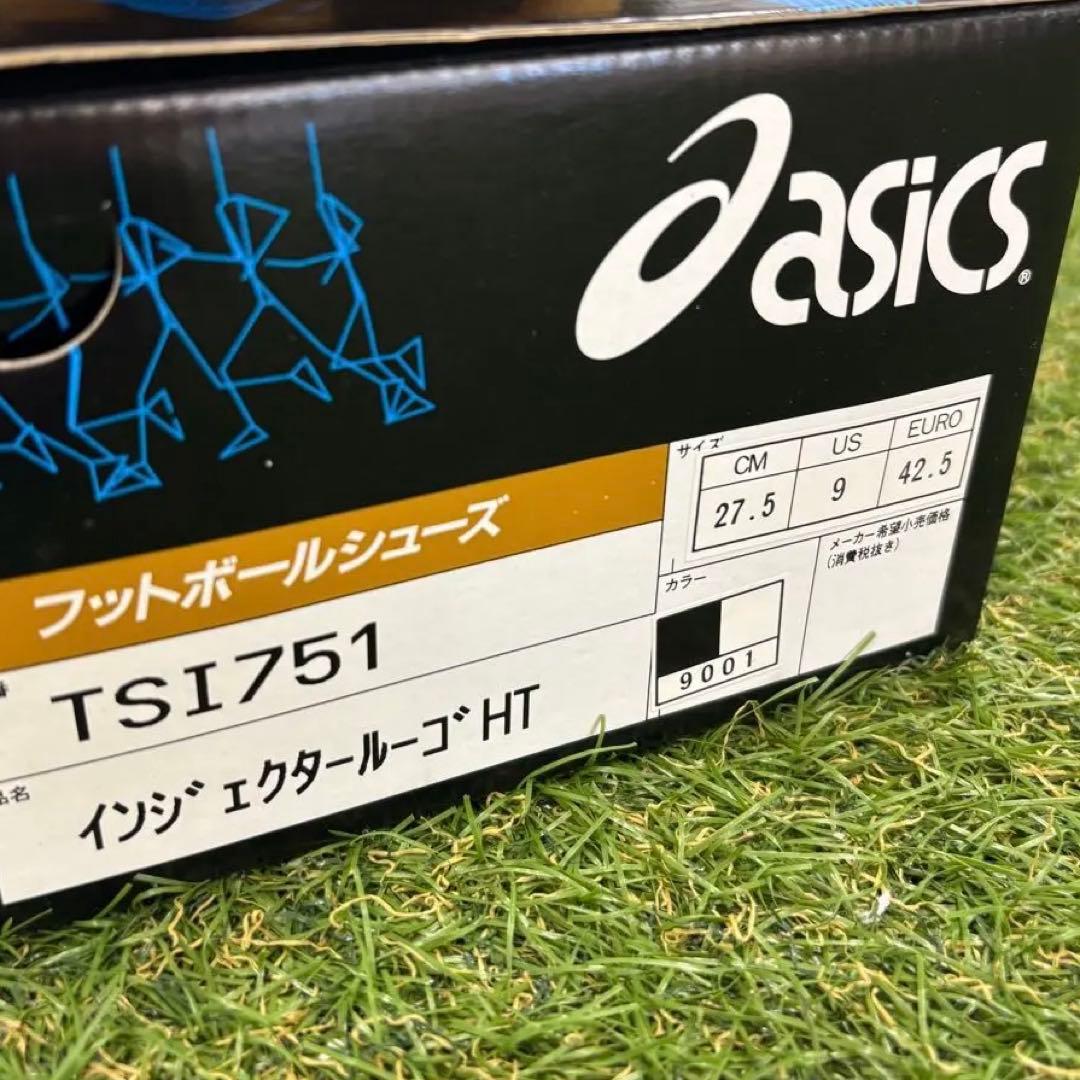 asics®
フットボールシューズ
サイズ
CM US EURO
27.5 9 42.5
TSI751
カラー
9001
メーカー希望小売価格
(消費税抜き)
品名
インジェクタールーゴHT